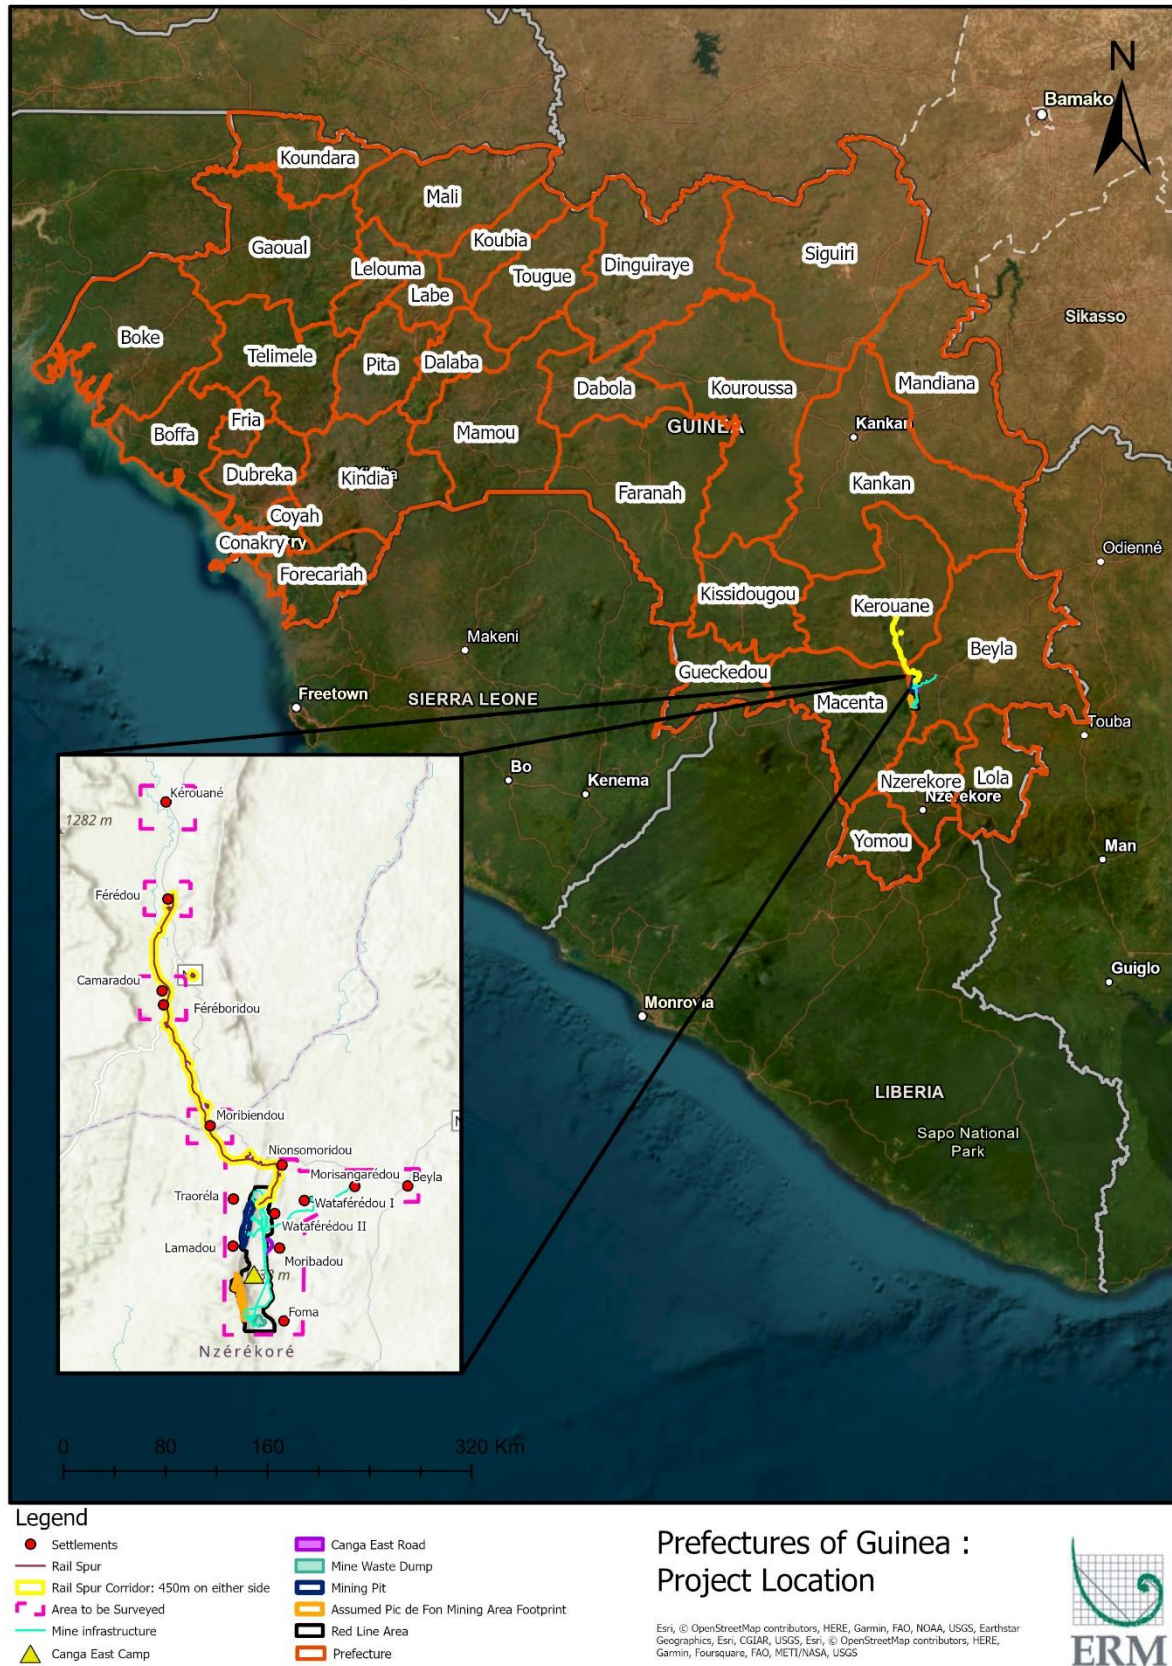 N
Bamako
Koundara
Mali
Koubia
Gaoual
Lelouma
Tougue
Dinguiraye
Siguiri
Labe
Sikasso
Boke
Telimele
Pita
Dalaba
Dabola
Kouroussa
Mandiana
Fria
Boffa
Mamou
GUINEA
Kankan
Dubreka
Kindia
Faranah
Kankan
Coyah
Conakry
Forecariah
Odienné
Kissidougou
Kerouane
Makeni
Beyla
Gueckedou
Freetown
SIERRA LEONE
Macenta
Touba
Bo
Kenema
Nzerekore
Lola
Nzerekore
Yomou
Man
Guiglo
Monrovia
LIBERIA
Sapo National
Park
Kérouané
1282 m
Férédou
Camaradou
Féréboridou
Moribiendou
Nionsomoridou
Morisangarédou
Beyla
Traoréla
Wataférédou I
Wataférédou II
Lamadou
Moribadou
m
Foma
Nzérékoré
0 80 160 320 Km
Legend
Settlements
Rail Spur
Rail Spur Corridor: 450m on either side
Area to be Surveyed
Mine infrastructure
Canga East Camp
Canga East Road
Mine Waste Dump
Mining Pit
Assumed Pic de Fon Mining Area Footprint
Red Line Area
Prefecture
Prefectures of Guinea :
Project Location
Esri, © OpenStreetMap contributors, HERE, Garmin, FAO, NOAA, USGS, Earthstar
Geographics, Esri, CGIAR, USGS, Esri, © OpenStreetMap contributors, HERE,
Garmin, Foursquare, FAO, METI/NASA, USGS
ERM